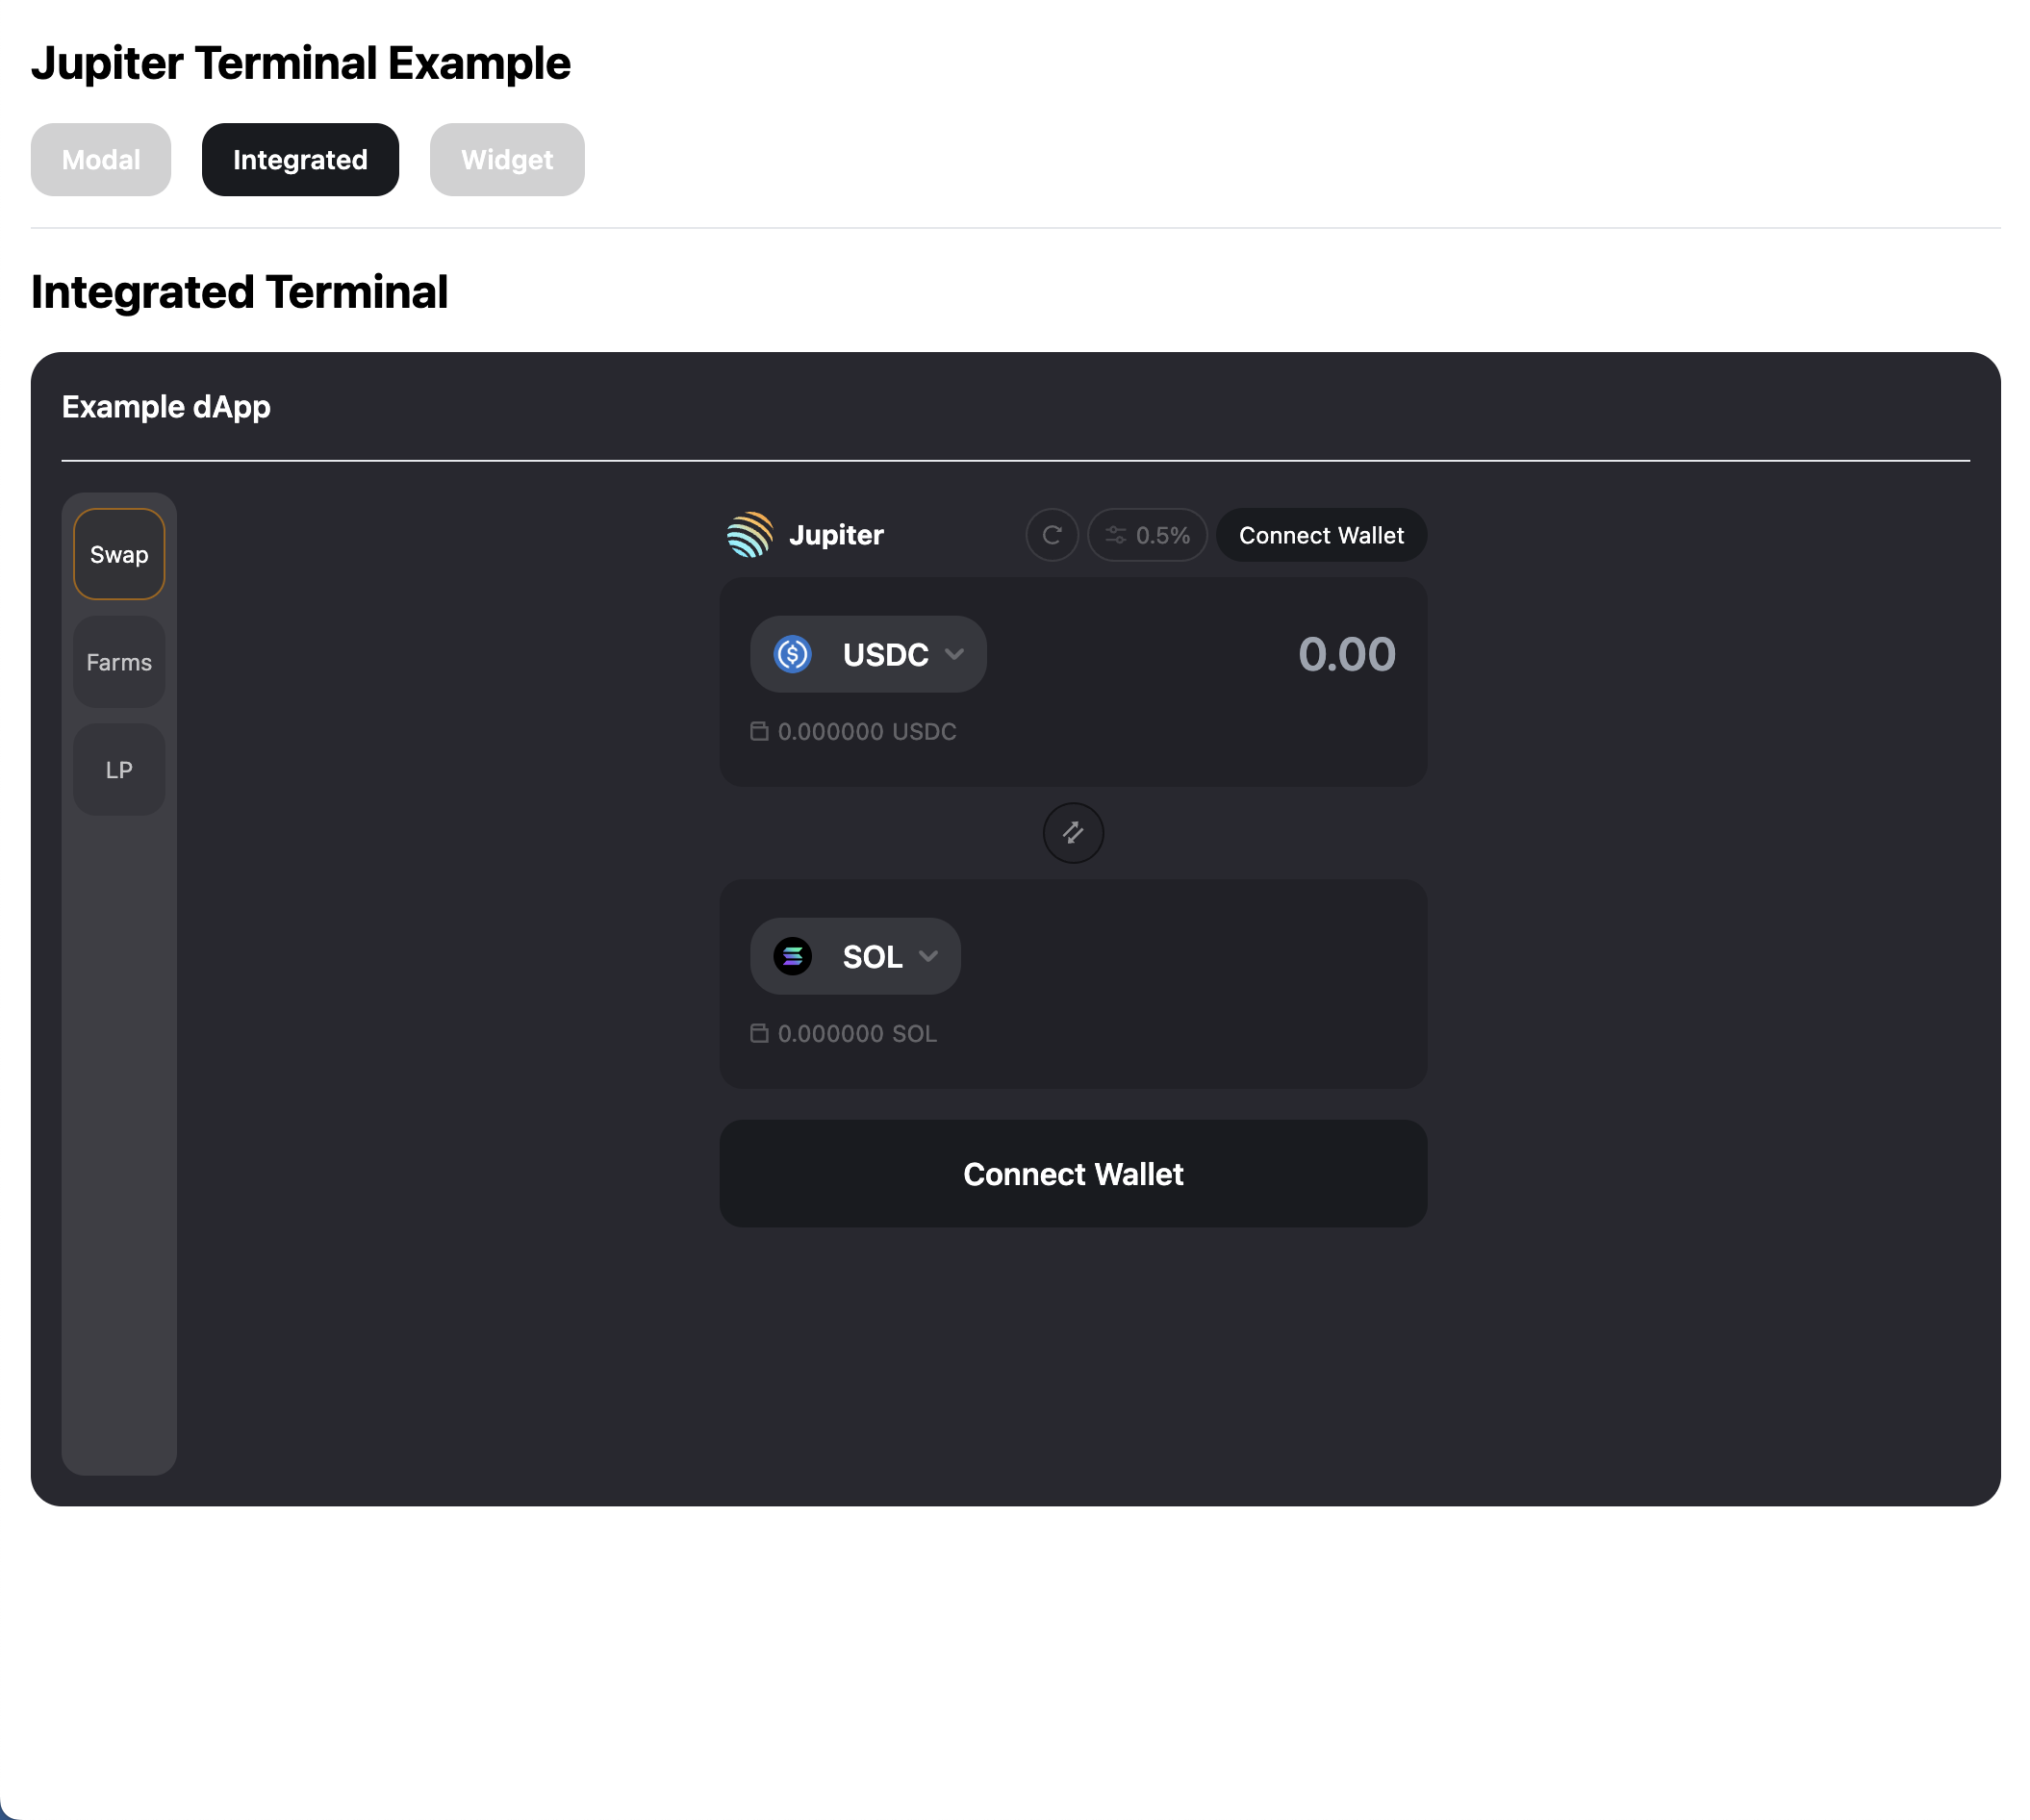 Jupiter Terminal Example
Modal Integrated Widget
Integrated Terminal
Example dApp
Swap
Farms
LP
Jupiter 0.5% Connect Wallet
USDC 0.00
0.000000 USDC
SOL
0.000000 SOL
Connect Wallet